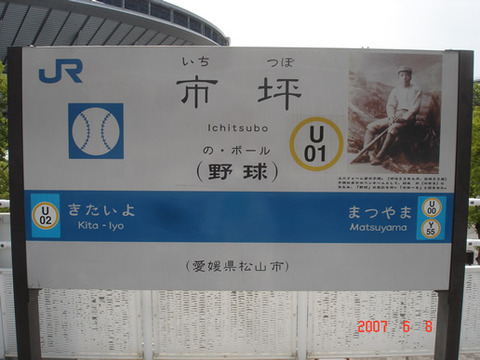 JR
いち つぼ
市坪
Ichitsubo
の・ボール
(野球)
U
01
U
02
きたいよ
Kita - Iyo
まつやま
Matsuyama
U
00
Y
55
(愛媛県松山市)
2007 6 8